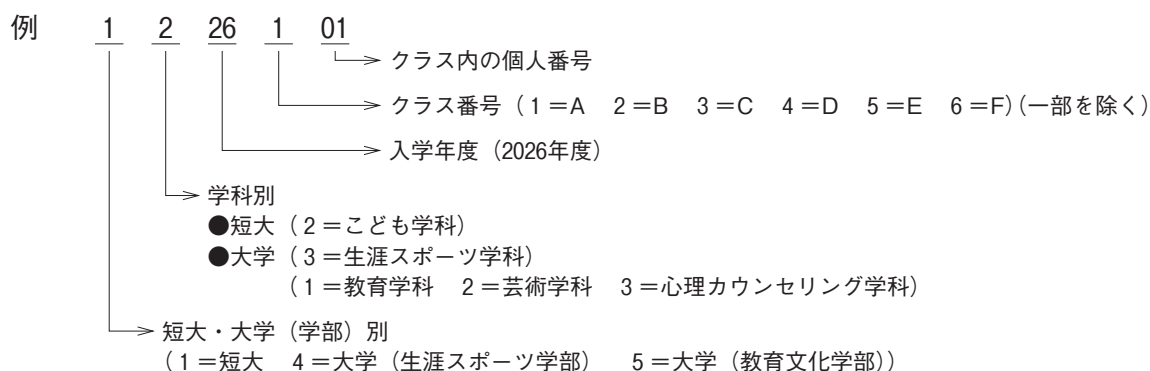 例 1 2 26 1 01
クラス内の個人番号
クラス番号（1＝A 2＝B 3＝C 4＝D 5＝E 6＝F）（一部を除く）
入学年度（2026年度）
学科別
●短大（2＝こども学科）
●大学（3＝生涯スポーツ学科）
（1＝教育学科 2＝芸術学科 3＝心理カウンセリング学科）
短大・大学（学部）別
（1＝短大 4＝大学（生涯スポーツ学部） 5＝大学（教育文化学部））